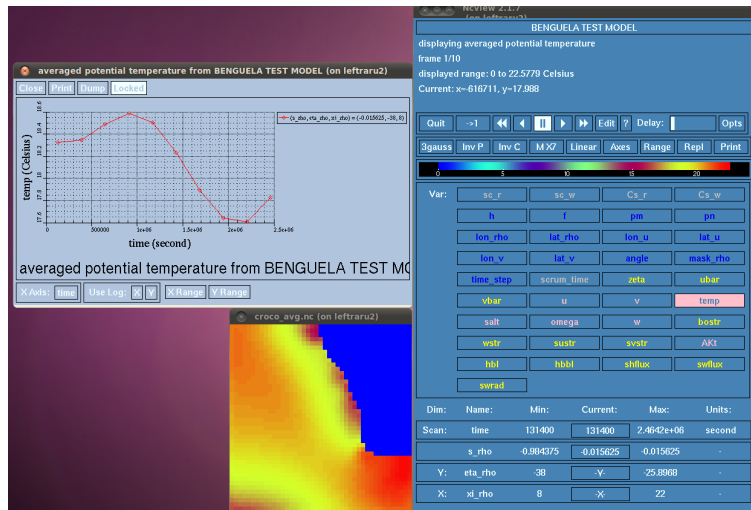 Ncview 2.1.7
(on leftraru2)
BENGUELA TEST MODEL
displaying averaged potential temperature
frame 1/10
displayed range: 0 to 22.5779 Celsius
Current: x=-616711, y=17.988
Quit ->1 Edit ? Delay: Opts
3gauss Inv P Inv C M X7 Linear Axes Range Repl Print
0 5 10 15 20
Var: sc_r sc_w Cs_r Cs_w
h f pm pn
lon_rho lat_rho lon_u lat_u
lon_v lat_v angle mask_rho
time_step scrum_time zeta ubar
vbar u v temp
salt omega w bostr
wstr sustr svstr AKt
hbl hbbl shflux swflux
swrad
Dim: Name: Min: Current: Max: Units:
Scan: time 131400 131400 2.4642e+06 second
s_rho -0.984375 -0.015625 -0.015625 -
Y: eta_rho -38 -Y- -25.8968 -
X: xi_rho 8 -X- 22 -
averaged potential temperature from BENGUELA TEST MODEL (on leftraru2)
Close Print Dump Locked
(s_rho, eta_rho, xi_rho) = (-0.015625, -38, 8)
temp (Celsius)
18.6
18.4
18.2
18
17.8
17.6
0 500000 1e+06 1.5e+06 2e+06 2.5e+06
time (second)
averaged potential temperature from BENGUELA TEST MO
X Axis: time Use Log: X Y X Range Y Range
croco_avg.nc (on leftraru2)